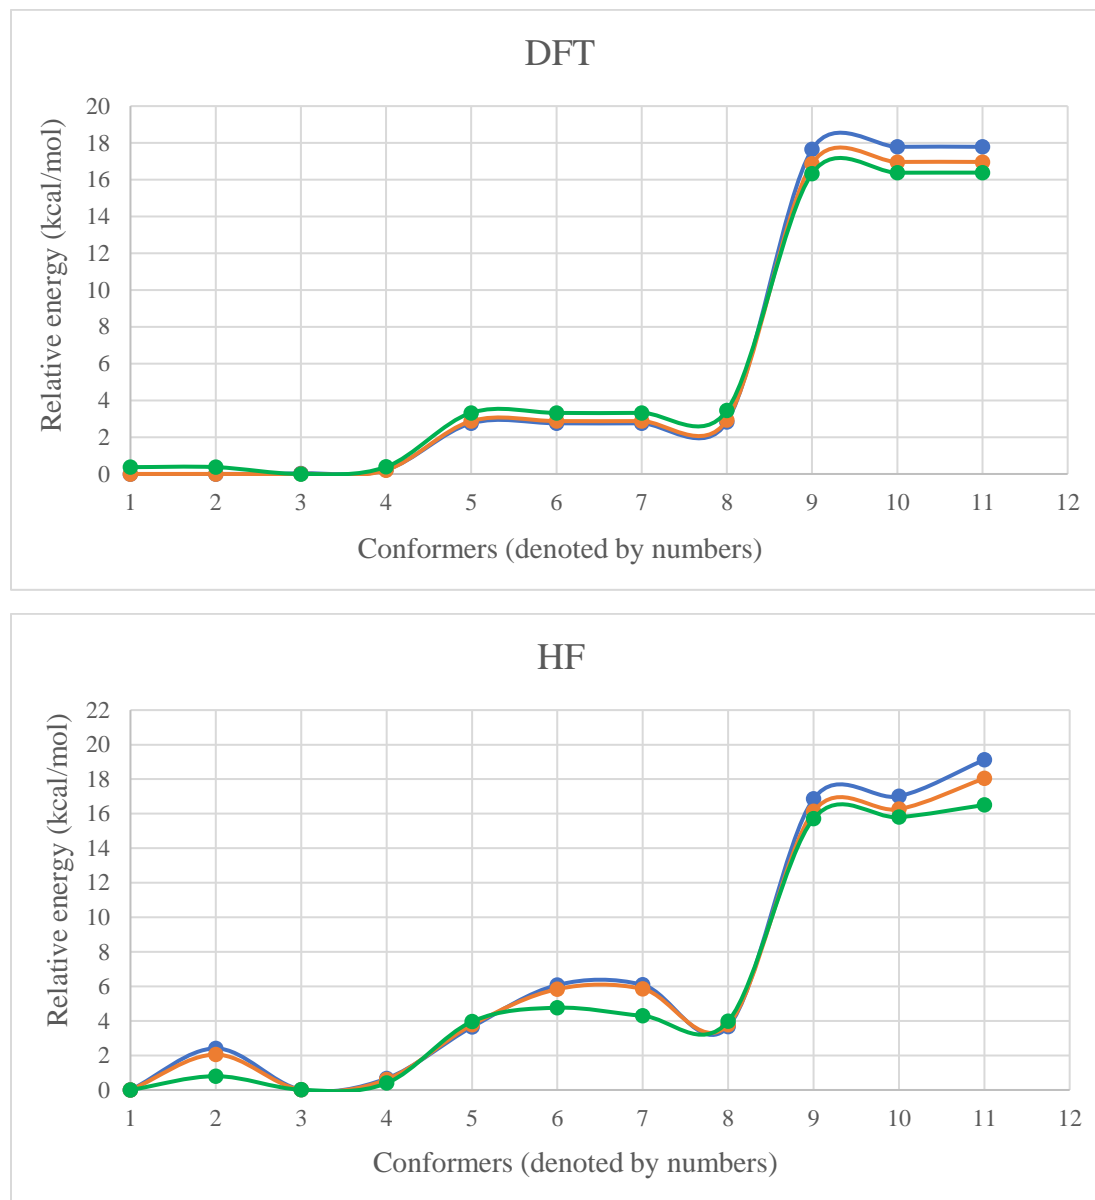 DFT
Relative energy (kcal/mol)
20
18
16
14
12
10
8
6
4
2
0
1 2 3 4 5 6 7 8 9 10 11 12
Conformers (denoted by numbers)
HF
Relative energy (kcal/mol)
22
20
18
16
14
12
10
8
6
4
2
0
1 2 3 4 5 6 7 8 9 10 11 12
Conformers (denoted by numbers)